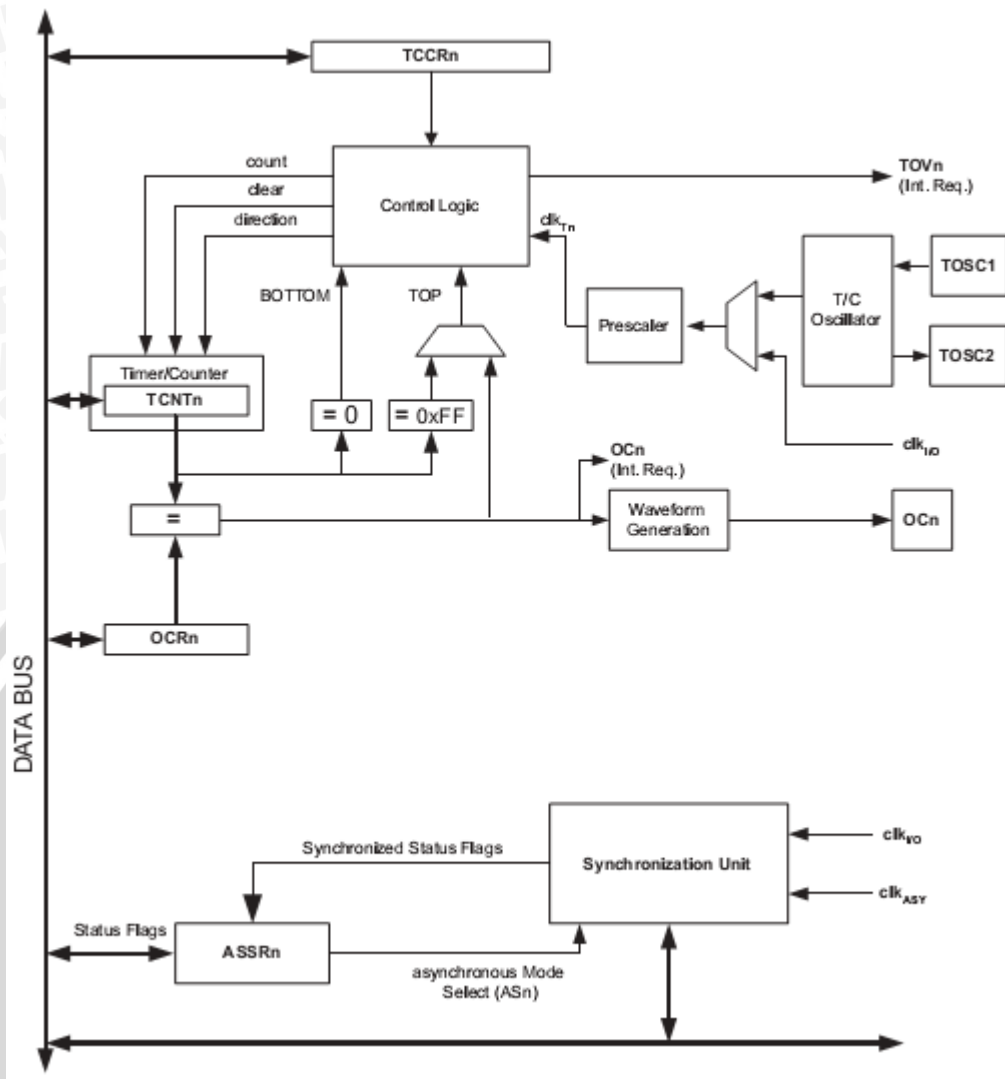 TCCRn
count
clear
direction
Control Logic
TOVn
(Int. Req.)
clkTn
BOTTOM
TOP
Prescaler
T/C
Oscillator
TOSC1
TOSC2
Timer/Counter
TCNTn
= 0
= 0xFF
clkI/O
OCn
(Int. Req.)
=
Waveform
Generation
OCn
OCRn
DATA BUS
Synchronized Status Flags
Synchronization Unit
clkI/O
clkASY
Status Flags
ASSRn
asynchronous Mode
Select (ASn)